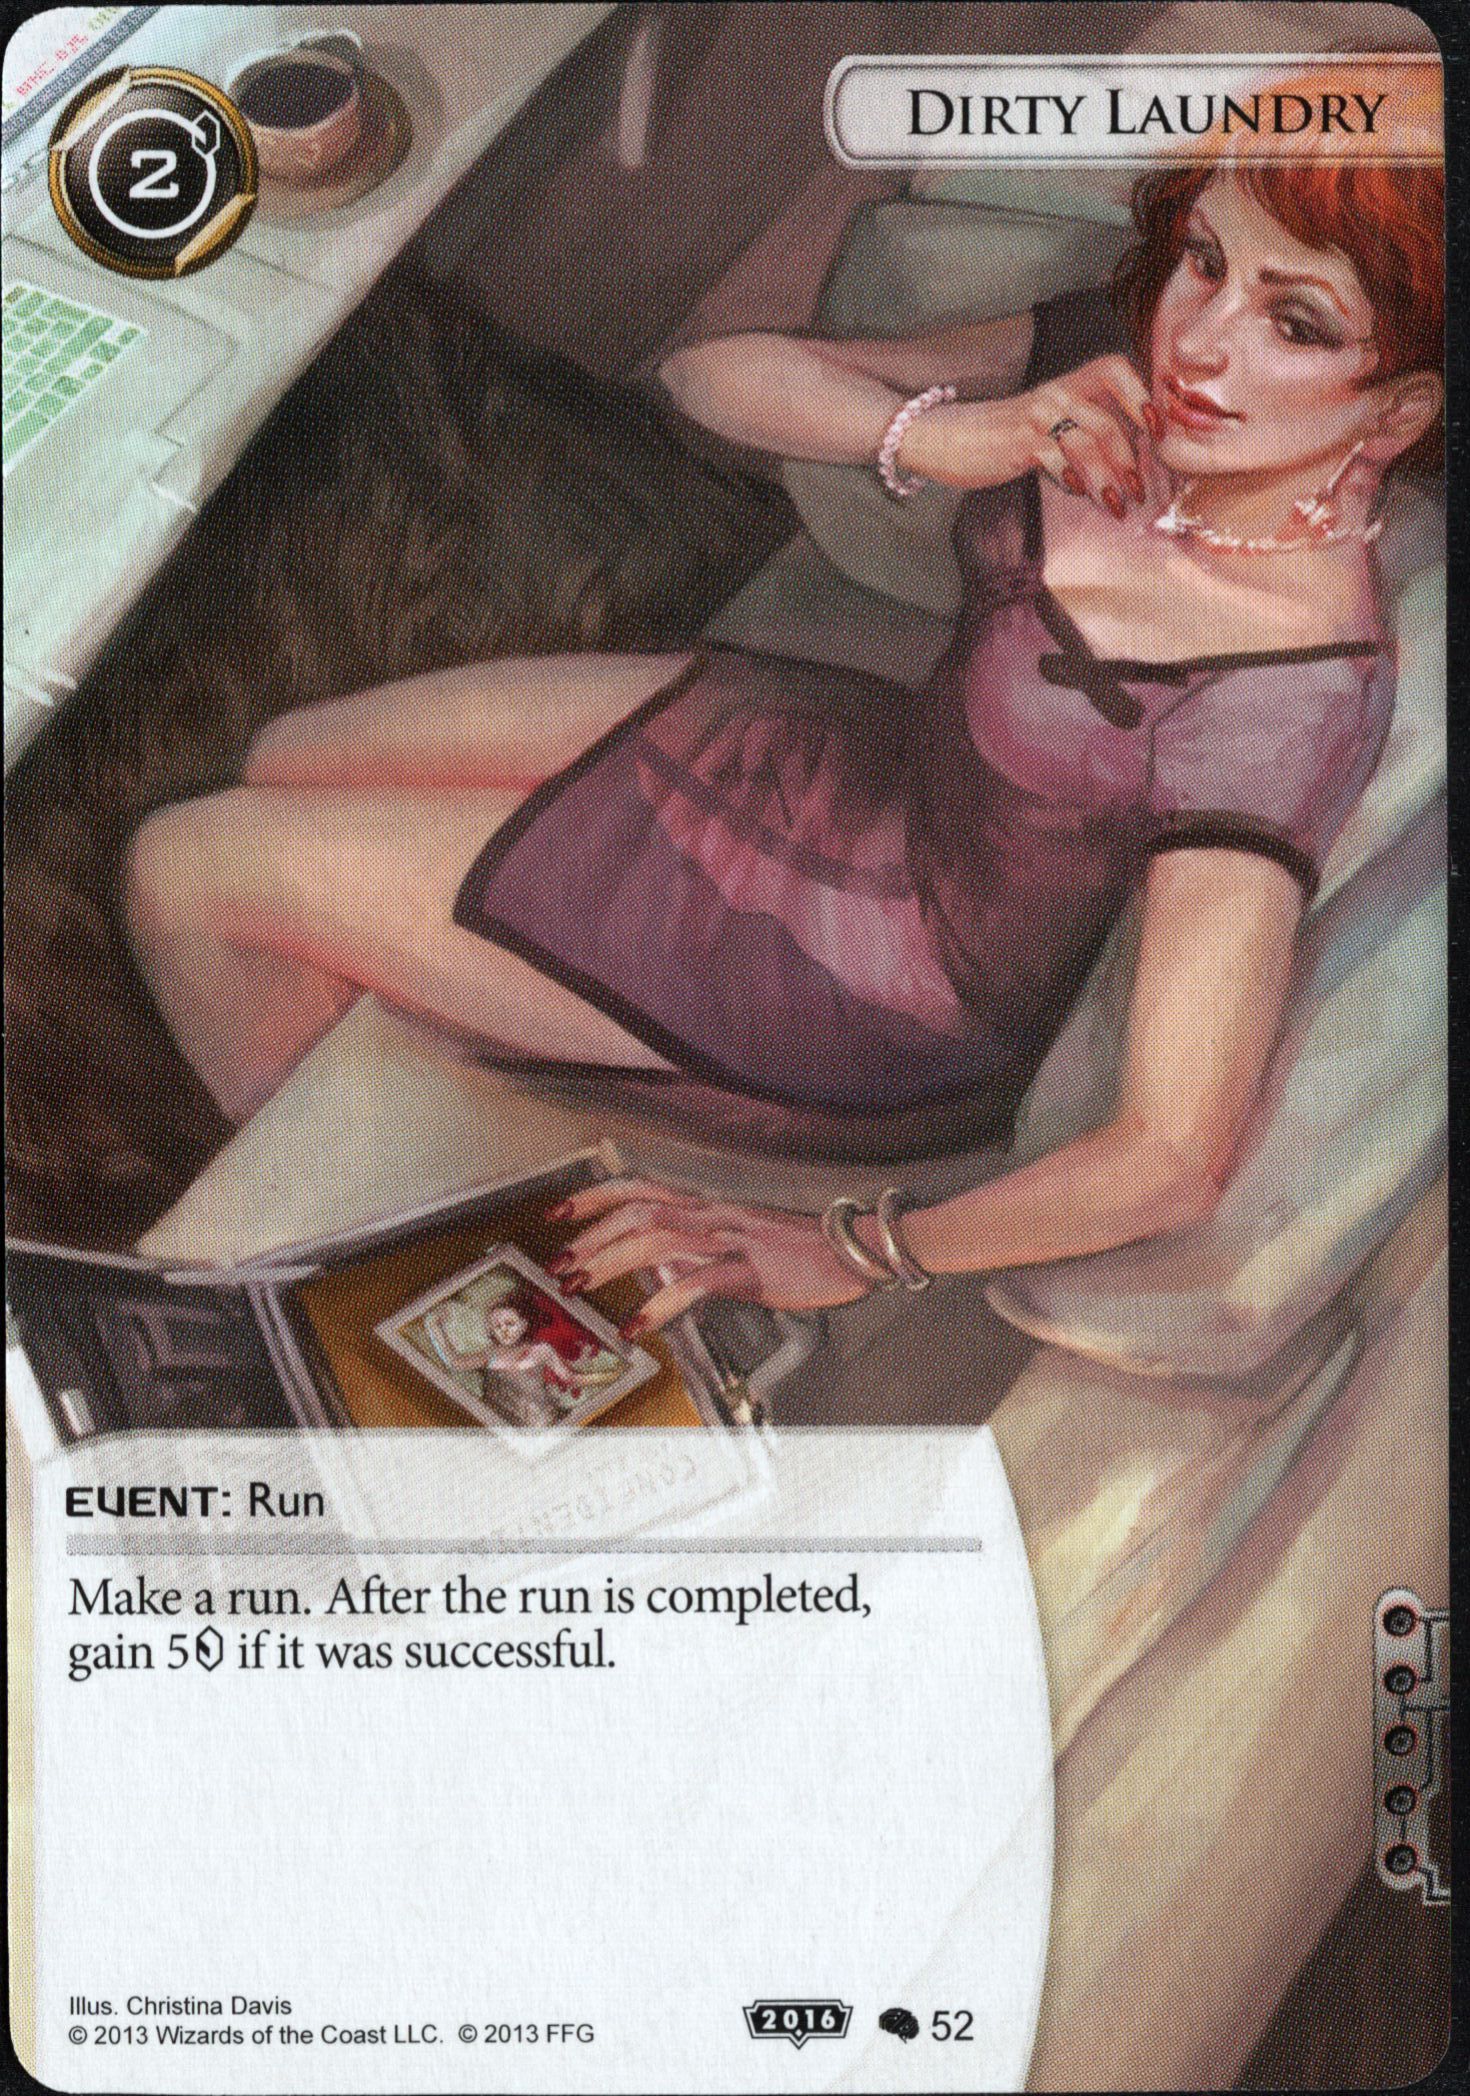 2
DIRTY LAUNDRY
CONFIDEN
EVENT: Run
Make a run. After the run is completed,
gain 5 if it was successful.
Illus. Christina Davis
© 2013 Wizards of the Coast LLC. © 2013 FFG
2016 52